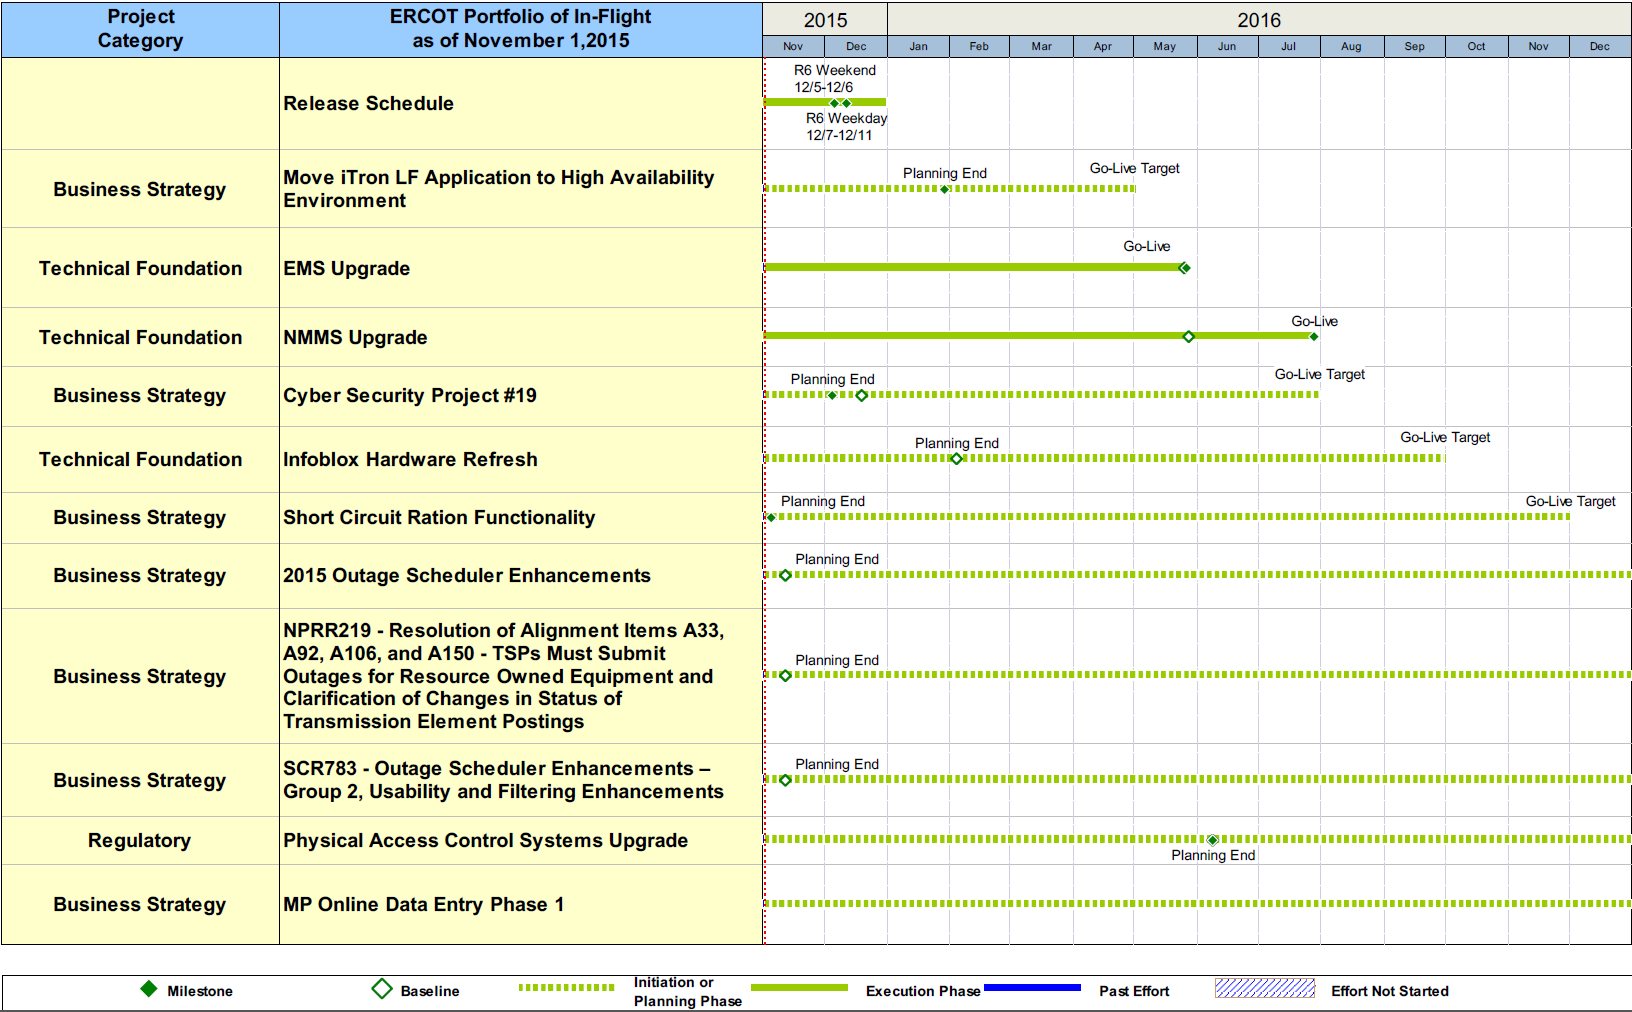 Project
Category
ERCOT Portfolio of In-Flight
as of November 1,2015
2015
2016
Nov
Dec
Jan
Feb
Mar
Apr
May
Jun
Jul
Aug
Sep
Oct
Nov
Dec
Release Schedule
R6 Weekend
12/5-12/6
R6 Weekday
12/7-12/11
Business Strategy
Move iTron LF Application to High Availability
Environment
Planning End
Go-Live Target
Technical Foundation
EMS Upgrade
Go-Live
Technical Foundation
NMMS Upgrade
Go-Live
Business Strategy
Cyber Security Project #19
Planning End
Go-Live Target
Technical Foundation
Infoblox Hardware Refresh
Planning End
Go-Live Target
Business Strategy
Short Circuit Ration Functionality
Planning End
Go-Live Target
Business Strategy
2015 Outage Scheduler Enhancements
Planning End
Business Strategy
NPRR219 - Resolution of Alignment Items A33,
A92, A106, and A150 - TSPs Must Submit
Outages for Resource Owned Equipment and
Clarification of Changes in Status of
Transmission Element Postings
Planning End
Business Strategy
SCR783 - Outage Scheduler Enhancements –
Group 2, Usability and Filtering Enhancements
Planning End
Regulatory
Physical Access Control Systems Upgrade
Planning End
Business Strategy
MP Online Data Entry Phase 1
Milestone
Baseline
Initiation or
Planning Phase
Execution Phase
Past Effort
Effort Not Started